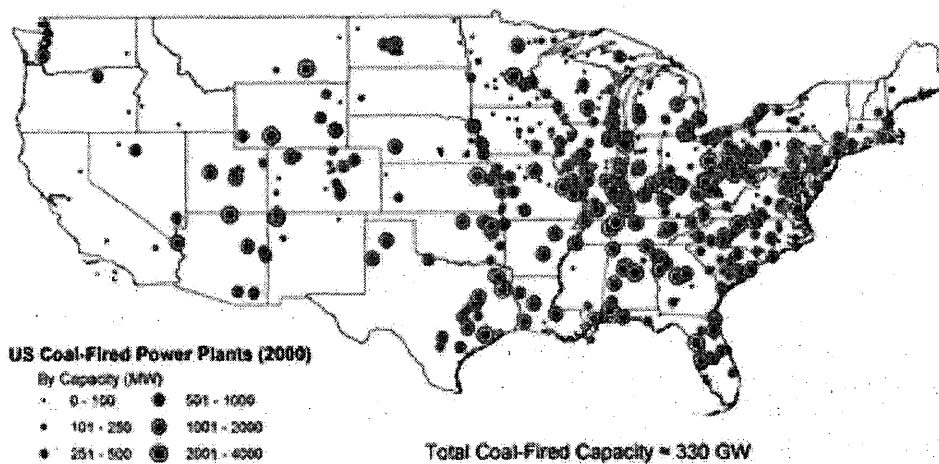 US Coal-Fired Power Plants (2000)
By Capacity (MW)
0 - 100
501 - 1000
101 - 250
1001 - 2000
251 - 500
2001 - 4000
Total Coal-Fired Capacity ≈ 330 GW